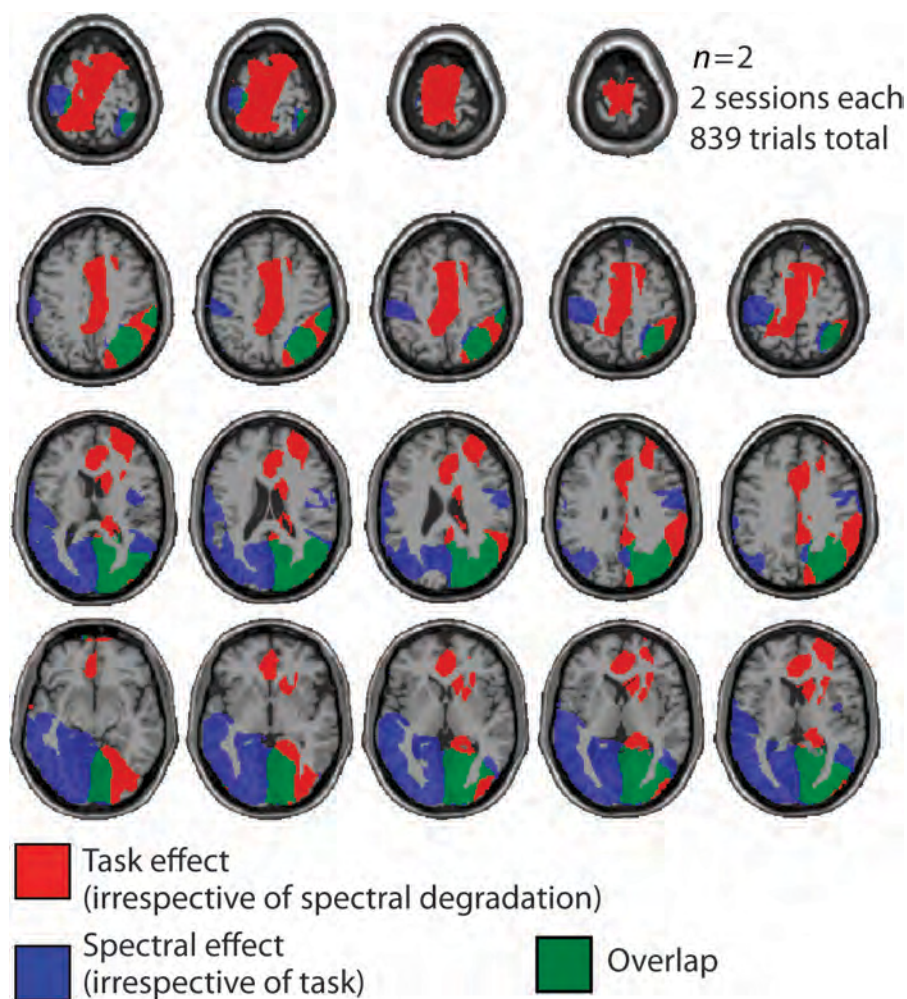 n=2
2 sessions each
839 trials total
Task effect
(irrespective of spectral degradation)
Spectral effect
(irrespective of task)
Overlap